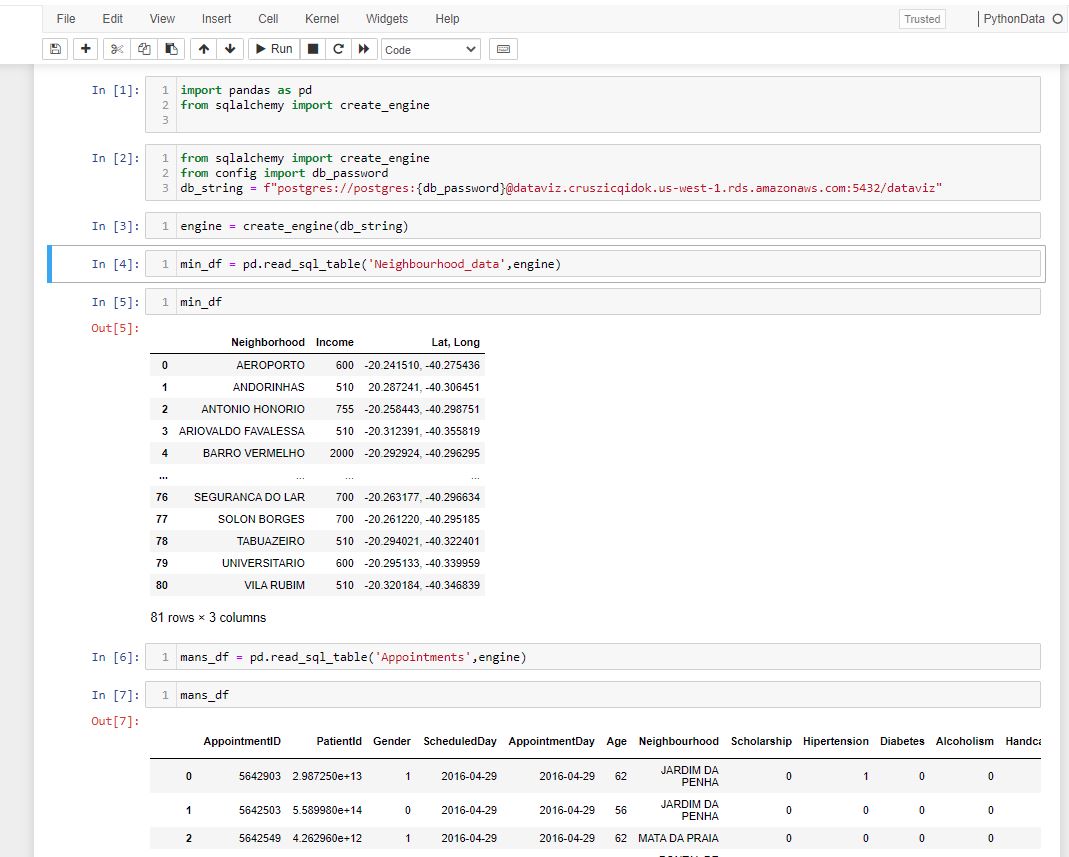 File Edit View Insert Cell Kernel Widgets Help Trusted PythonData
Run Code
In [1]: 1 import pandas as pd
2 from sqlalchemy import create_engine
3
In [2]: 1 from sqlalchemy import create_engine
2 from config import db_password
3 db_string = f"postgres://postgres:{db_password}@dataviz.cruszicqidok.us-west-1.rds.amazonaws.com:5432/dataviz"
In [3]: 1 engine = create_engine(db_string)
In [4]: 1 min_df = pd.read_sql_table('Neighbourhood_data',engine)
In [5]: 1 min_df
Out[5]:
Neighborhood Income Lat, Long
0 AEROPORTO 600 -20.241510, -40.275436
1 ANDORINHAS 510 20.287241, -40.306451
2 ANTONIO HONORIO 755 -20.258443, -40.298751
3 ARIOVALDO FAVALESSA 510 -20.312391, -40.355819
4 BARRO VERMELHO 2000 -20.292924, -40.296295
... ... ... ...
76 SEGURANCA DO LAR 700 -20.263177, -40.296634
77 SOLON BORGES 700 -20.261220, -40.295185
78 TABUAZEIRO 510 -20.294021, -40.322401
79 UNIVERSITARIO 600 -20.295133, -40.339959
80 VILA RUBIM 510 -20.320184, -40.346839
81 rows × 3 columns
In [6]: 1 mans_df = pd.read_sql_table('Appointments',engine)
In [7]: 1 mans_df
Out[7]:
AppointmentID PatientId Gender ScheduledDay AppointmentDay Age Neighbourhood Scholarship Hipertension Diabetes Alcoholism Handca
0 5642903 2.987250e+13 1 2016-04-29 2016-04-29 62 JARDIM DA PENHA 0 1 0 0
1 5642503 5.589980e+14 0 2016-04-29 2016-04-29 56 JARDIM DA PENHA 0 0 0 0
2 5642549 4.262960e+12 1 2016-04-29 2016-04-29 62 MATA DA PRAIA 0 0 0 0